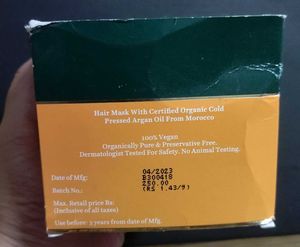 Hair Mask With Certified Organic Cold
Pressed Argan Oil From Morocco
100% Vegan
Organically Pure & Preservative Free.
Dermatologist Tested For Safety. No Animal Testing.
Date of Mfg: 04/2023
Batch No.: B300418
Max. Retail price Rs: 250.00
(Inclusive of all taxes) (RS 1.43/9)
Use before: 3 years from date of Mfg.